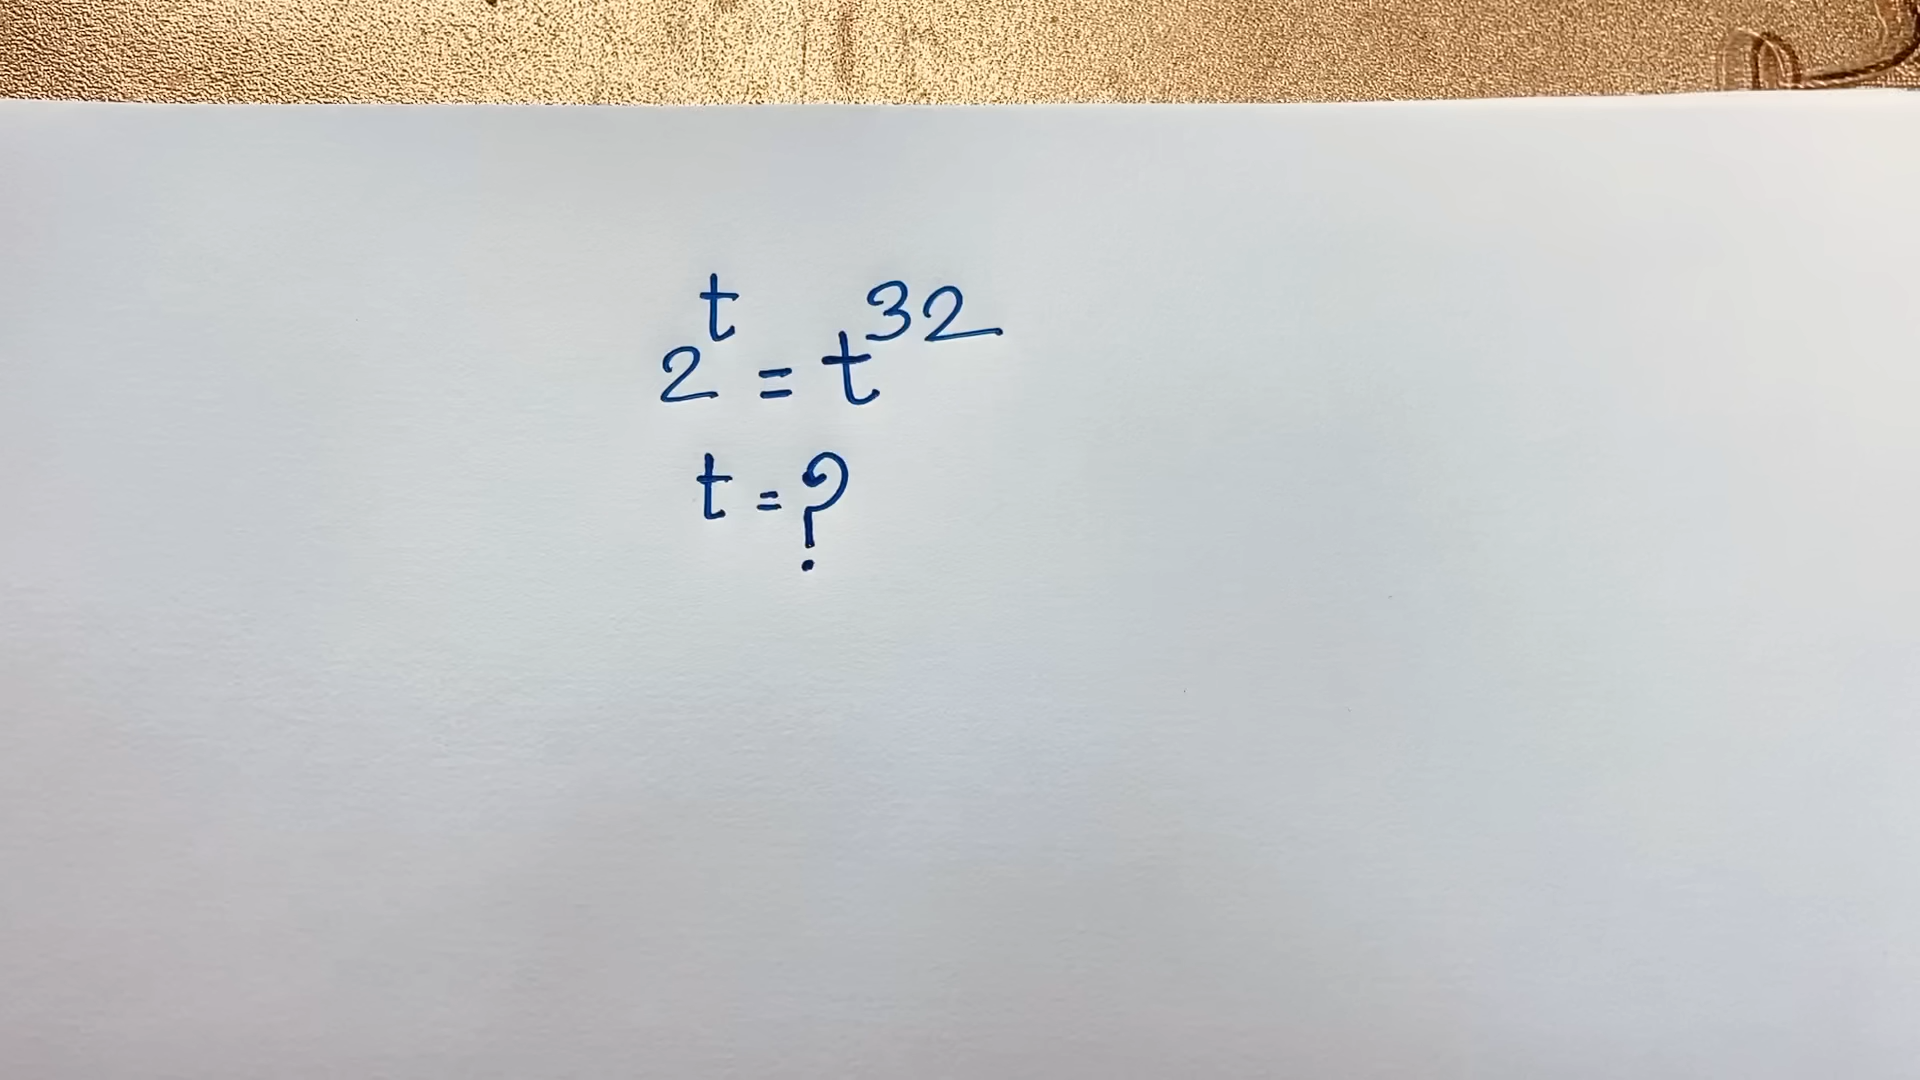 2^t = t^32
t = ?